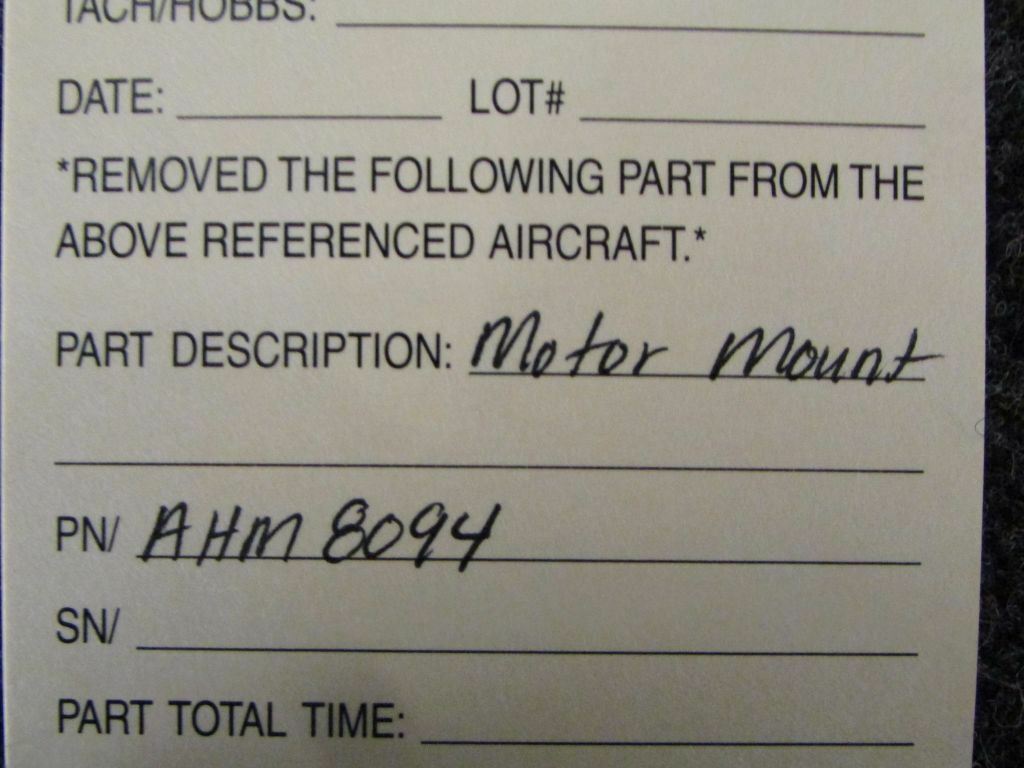 TACH/HOBBS:
DATE: LOT#
*REMOVED THE FOLLOWING PART FROM THE
ABOVE REFERENCED AIRCRAFT.*
PART DESCRIPTION: Motor Mount
PN/ AHM 8094
SN/
PART TOTAL TIME: